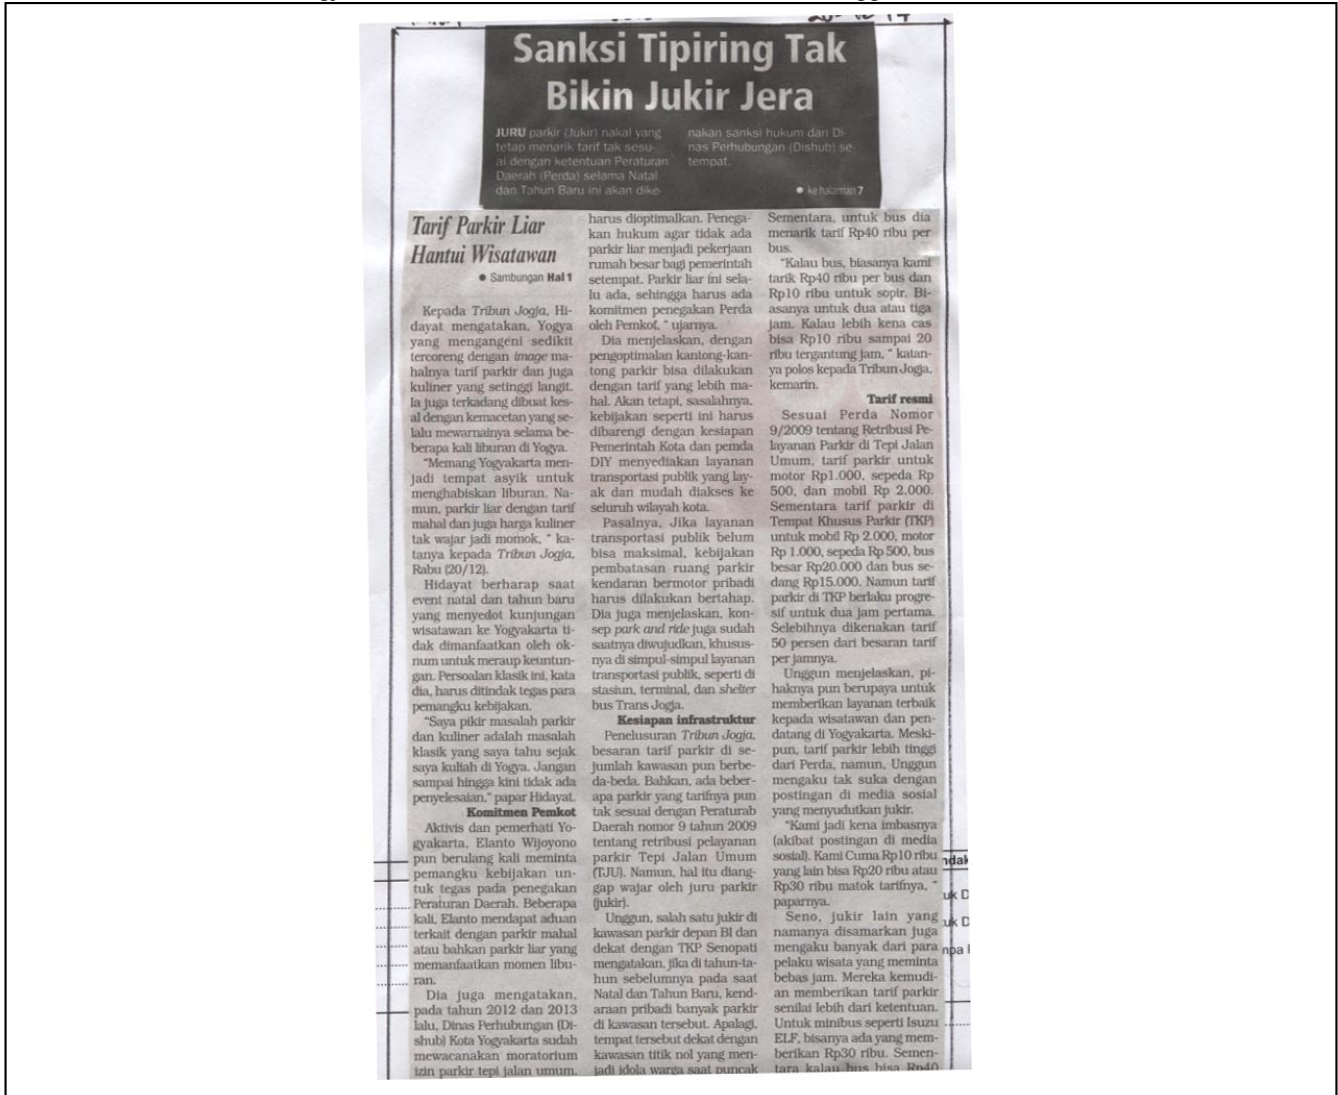 Sanksi Tipiring Tak
Bikin Jukir Jera
JURU parkir (Jukir) nakal yang
tetap menarik tarif tak sesu-
ai dengan ketentuan Peraturan
Daerah (Perda) selama Natal
dan Tahun Baru ini akan dike-
nakan sanksi hukum dari Di-
nas Perhubungan (Dishub) se-
tempat.
● ke halaman 7
Tarif Parkir Liar
Hantui Wisatawan
● Sambungan Hal 1
Kepada Tribun Jogja, Hi-
dayat mengatakan, Yogya
yang mengangeni sedikit
tercoreng dengan image ma-
halnya tarif parkir dan juga
kuliner yang setinggi langit.
Ia juga terkadang dibuat kes-
al dengan kemacetan yang se-
lalu mewarnainya selama be-
berapa kali liburan di Yogya.
"Memang Yogyakarta men-
jadi tempat asyik untuk
menghabiskan liburan. Na-
mun, parkir liar dengan tarif
mahal dan juga harga kuliner
tak wajar jadi momok, " ka-
tanya kepada Tribun Jogja,
Rabu (20/12).
Hidayat berharap saat
event natal dan tahun baru
yang menyedot kunjungan
wisatawan ke Yogyakarta ti-
dak dimanfaatkan oleh ok-
num untuk meraup keuntun-
gan. Persoalan klasik ini, kata
dia, harus ditindak tegas para
pemangku kebijakan.
"Saya pikir masalah parkir
dan kuliner adalah masalah
klasik yang saya tahu sejak
saya kuliah di Yogya. Jangan
sampai hingga kini tidak ada
penyelesaian," papar Hidayat.
Komitmen Pemkot
Aktivis dan pemerhati Yo-
gyakarta, Elanto Wijoyono
pun berulang kali meminta
pemangku kebijakan un-
tuk tegas pada penegakan
Peraturan Daerah. Beberapa
kali, Elanto mendapat aduan
terkait dengan parkir mahal
atau bahkan parkir liar yang
memanfaatkan momen libu-
ran.
Dia juga mengatakan,
pada tahun 2012 dan 2013
lalu, Dinas Perhubungan (Di-
shub) Kota Yogyakarta sudah
mewacanakan moratorium
izin parkir tepi jalan umum.
harus dioptimalkan. Penega-
kan hukum agar tidak ada
parkir liar menjadi pekerjaan
rumah besar bagi pemerintah
setempat. Parkir liar ini sela-
lu ada, sehingga harus ada
komitmen penegakan Perda
oleh Pemkot, " ujarnya.
Dia menjelaskan, dengan
pengoptimalan kantong-kan-
tong parkir bisa dilakukan
dengan tarif yang lebih ma-
hal. Akan tetapi, sasalahnya,
kebijakan seperti ini harus
dibarengi dengan kesiapan
Pemerintah Kota dan pemda
DIY menyediakan layanan
transportasi publik yang lay-
ak dan mudah diakses ke
seluruh wilayah kota.
Pasalnya, Jika layanan
transportasi publik belum
bisa maksimal, kebijakan
pembatasan ruang parkir
kendaran bermotor pribadi
harus dilakukan bertahap.
Dia juga menjelaskan, kon-
sep park and ride juga sudah
saatnya diwujudkan, khusus-
nya di simpul-simpul layanan
transportasi publik, seperti di
stasiun, terminal, dan shelter
bus Trans Jogja.
Kesiapan infrastruktur
Penelusuran Tribun Jogja,
besaran tarif parkir di se-
jumlah kawasan pun berbe-
da-beda. Bahkan, ada beber-
apa parkir yang tarifnya pun
tak sesuai dengan Peraturab
Daerah nomor 9 tahun 2009
tentang retribusi pelayanan
parkir Tepi Jalan Umum
(TJU). Namun, hal itu diang-
gap wajar oleh juru parkir
(jukir).
Unggun, salah satu jukir di
kawasan parkir depan BI dan
dekat dengan TKP Senopati
mengatakan, jika di tahun-ta-
hun sebelumnya pada saat
Natal dan Tahun Baru, kend-
araan pribadi banyak parkir
di kawasan tersebut. Apalagi,
tempat tersebut dekat dengan
kawasan titik nol yang men-
jadi idola warga saat puncak
Sementara, untuk bus dia
menarik tarif Rp40 ribu per
bus.
"Kalau bus, biasanya kami
tarik Rp40 ribu per bus dan
Rp10 ribu untuk sopir. Bi-
asanya untuk dua atau tiga
jam. Kalau lebih kena cas
bisa Rp10 ribu sampai 20
ribu tergantung jam, " katan-
ya polos kepada Tribun Jogja,
kemarin.
Tarif resmi
Sesuai Perda Nomor
9/2009 tentang Retribusi Pe-
layanan Parkir di Tepi Jalan
Umum, tarif parkir untuk
motor Rp1.000, sepeda Rp
500, dan mobil Rp 2.000.
Sementara tarif parkir di
Tempat Khusus Parkir (TKP)
untuk mobil Rp 2.000, motor
Rp 1.000, sepeda Rp 500, bus
besar Rp20.000 dan bus se-
dang Rp15.000. Namun tarif
parkir di TKP berlaku progre-
sif untuk dua jam pertama.
Selebihnya dikenakan tarif
50 persen dari besaran tarif
per jamnya.
Unggun menjelaskan, pi-
haknya pun berupaya untuk
memberikan layanan terbaik
kepada wisatawan dan pen-
datang di Yogyakarta. Meski-
pun, tarif parkir lebih tinggi
dari Perda, namun, Unggun
mengaku tak suka dengan
postingan di media sosial
yang menyudutkan jukir.
"Kami jadi kena imbasnya
(akibat postingan di media
sosial). Kami Cuma Rp10 ribu
yang lain bisa Rp20 ribu atau
Rp30 ribu matok tarifnya, "
paparnya.
Seno, jukir lain yang
namanya disamarkan juga
mengaku banyak dari para
pelaku wisata yang meminta
bebas jam. Mereka kemudi-
an memberikan tarif parkir
senilai lebih dari ketentuan.
Untuk minibus seperti Isuzu
ELF, bisanya ada yang mem-
berikan Rp30 ribu. Semen-
tara kalau bus bisa Rp40